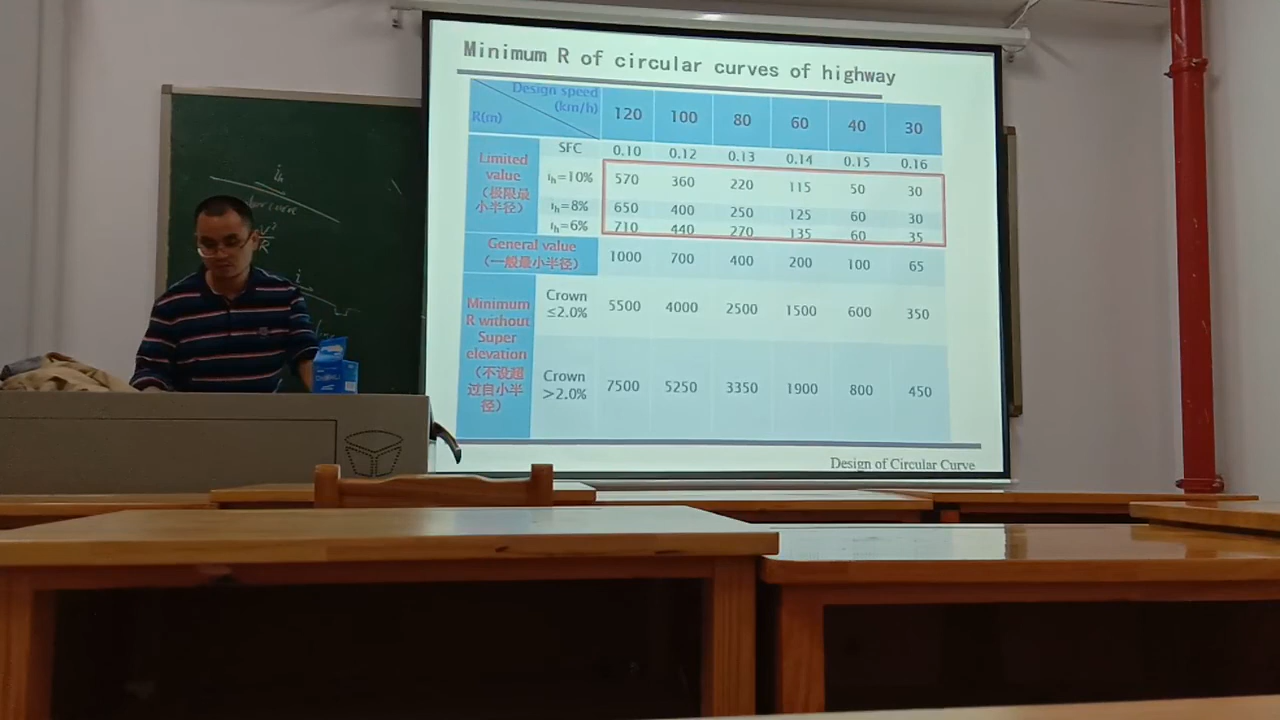 Minimum R of circular curves of highway
Design speed
(km/h)
R(m)
120 100 80 60 40 30
Limited
value
(极限最
小半径)
SFC 0.10 0.12 0.13 0.14 0.15 0.16
ih=10% 570 360 220 115 50 30
ih=8% 650 400 250 125 60 30
ih=6% 710 440 270 135 60 35
General value
(一般最小半径)
1000 700 400 200 100 65
Minimum
R without
Super
elevation
(不设超
过自小半
径)
Crown
≤2.0%
5500 4000 2500 1500 600 350
Crown
>2.0%
7500 5250 3350 1900 800 450
Design of Circular Curve
ih
V²
R
i